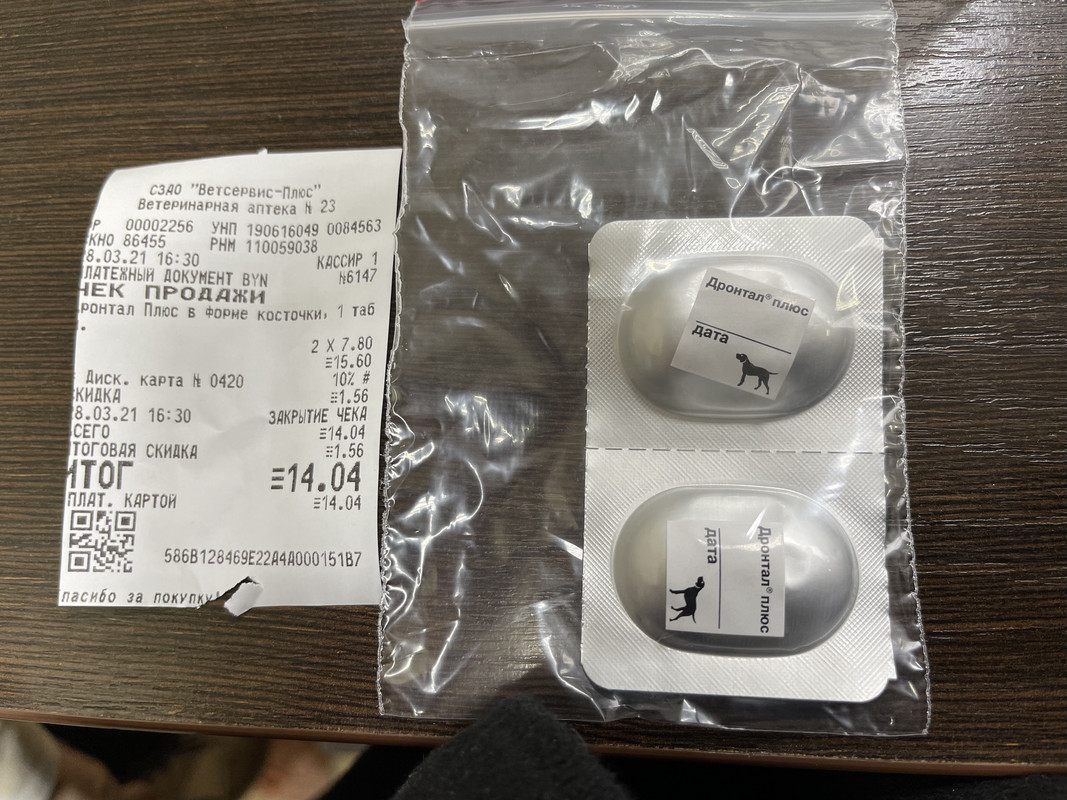 СЗАО "Ветсервис-Плюс"
Ветеринарная аптека № 23
Р 00002256 УНП 190616049 0084563
КНО 86455 РНМ 110059038
8.03.21 16:30 КАССИР 1
ЛАТЕЖНЫЙ ДОКУМЕНТ BYN №6147
ЧЕК ПРОДАЖИ
ронтал Плюс в форме косточки, 1 таб
.
2 X 7.80
≡15.60
Диск. карта № 0420 10% #
КИДКА ≡1.56
8.03.21 16:30 ЗАКРЫТИЕ ЧЕКА
СЕГО ≡14.04
ТОГОВАЯ СКИДКА ≡1.56
ИТОГ ≡14.04
ПЛАТ. КАРТОЙ ≡14.04
586B128469E22A4A000151B7
пасибо за покупку!
Дронтал® плюс
дата
Дронтал® плюс
дата